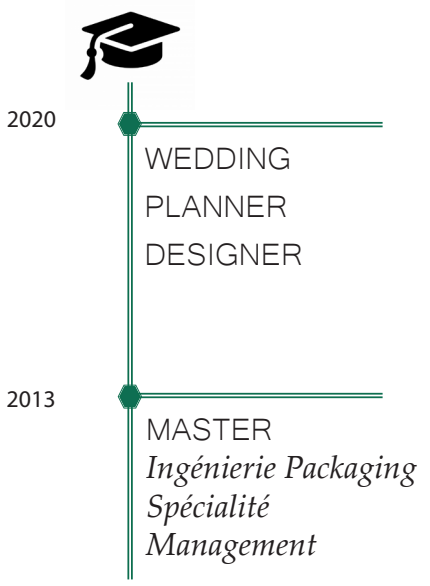 2020
WEDDING
PLANNER
DESIGNER
2013
MASTER
Ingénierie Packaging
Spécialité
Management